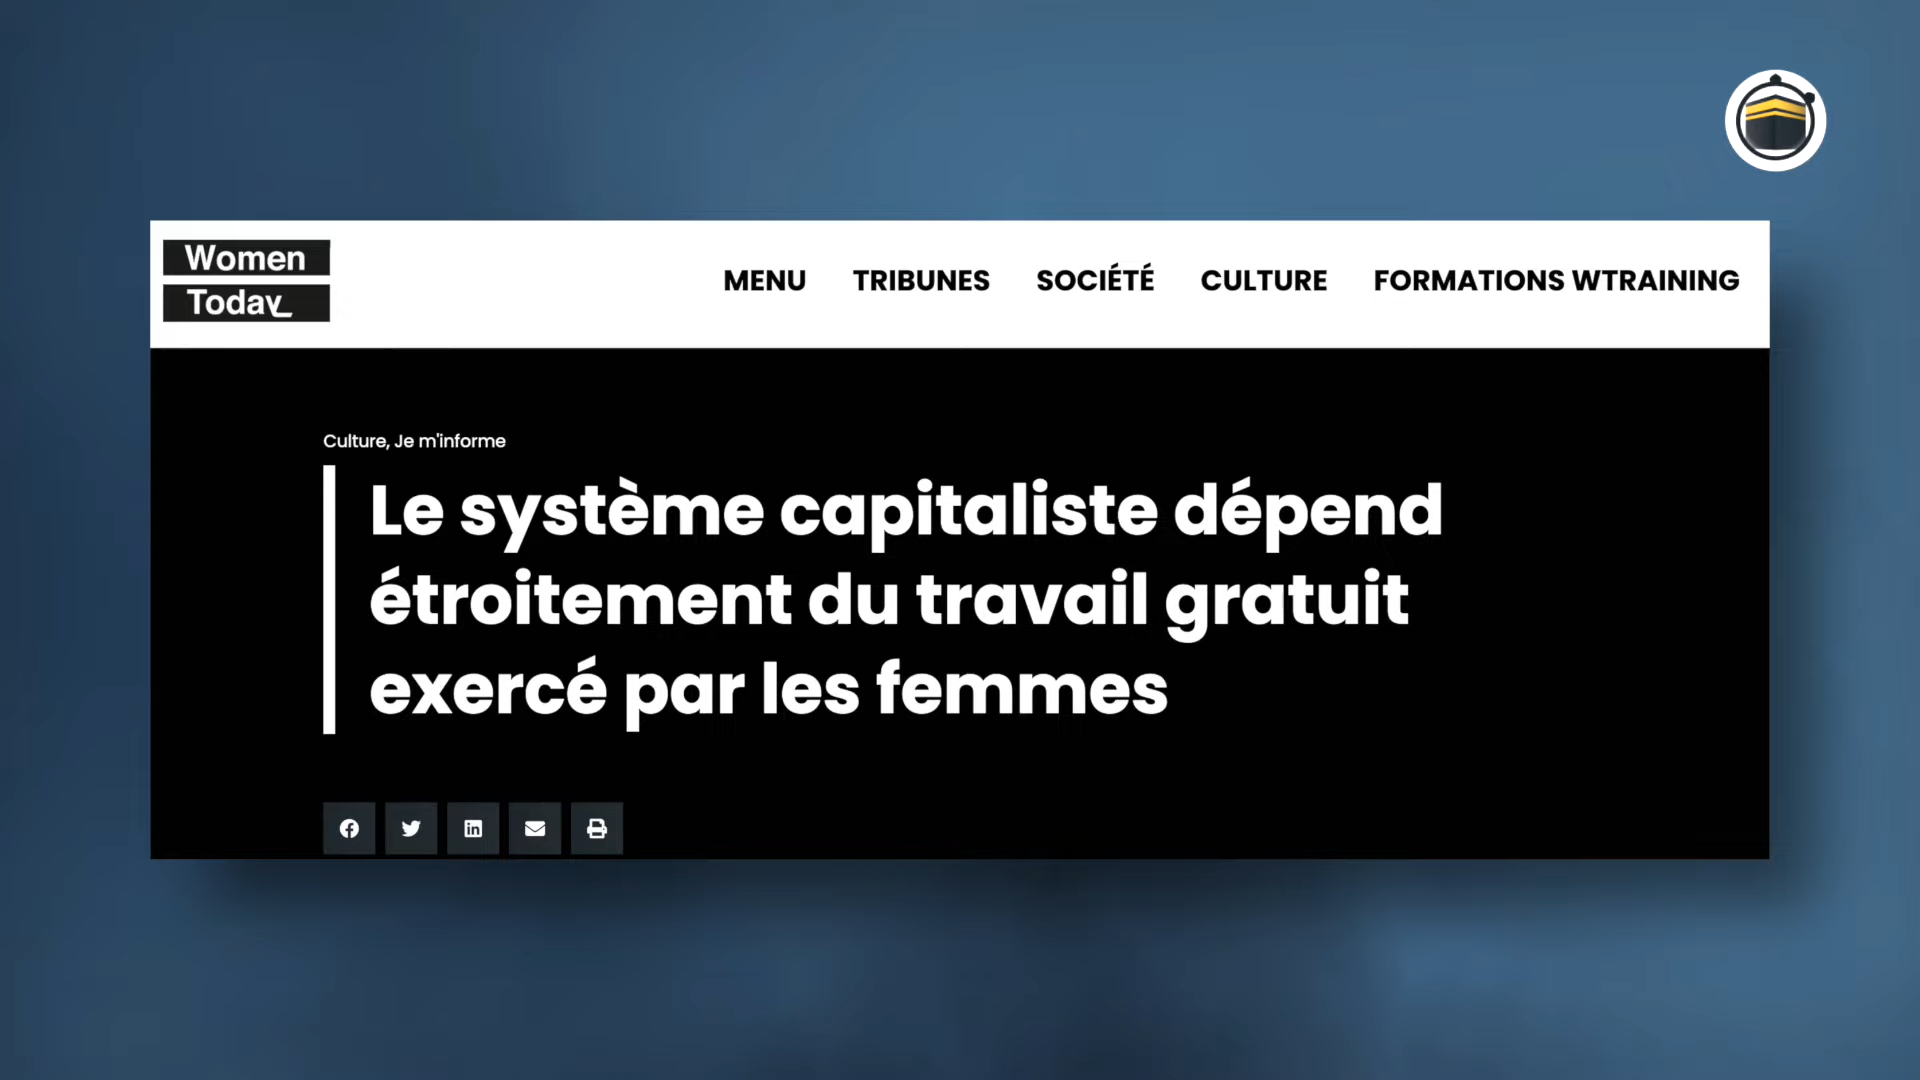 Women
Today
MENU TRIBUNES SOCIÉTÉ CULTURE FORMATIONS WTRAINING
Culture, Je m'informe
Le système capitaliste dépend
étroitement du travail gratuit
exercé par les femmes